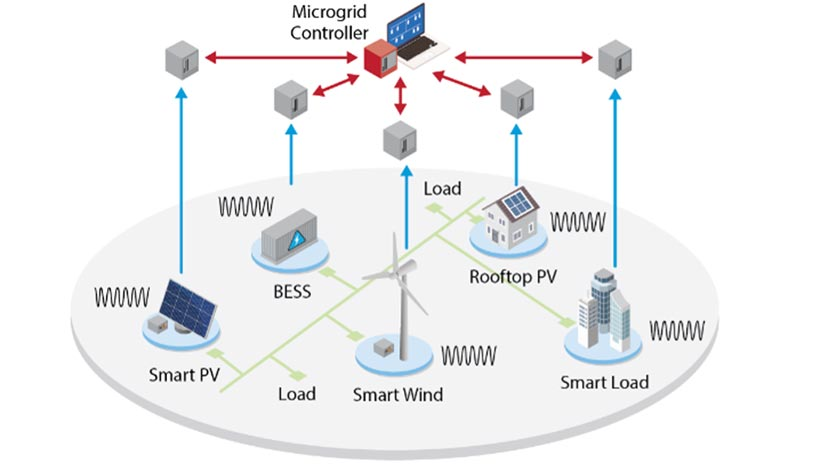 Microgrid
Controller
Load
BESS
Rooftop PV
Smart PV
Load
Smart Wind
Smart Load